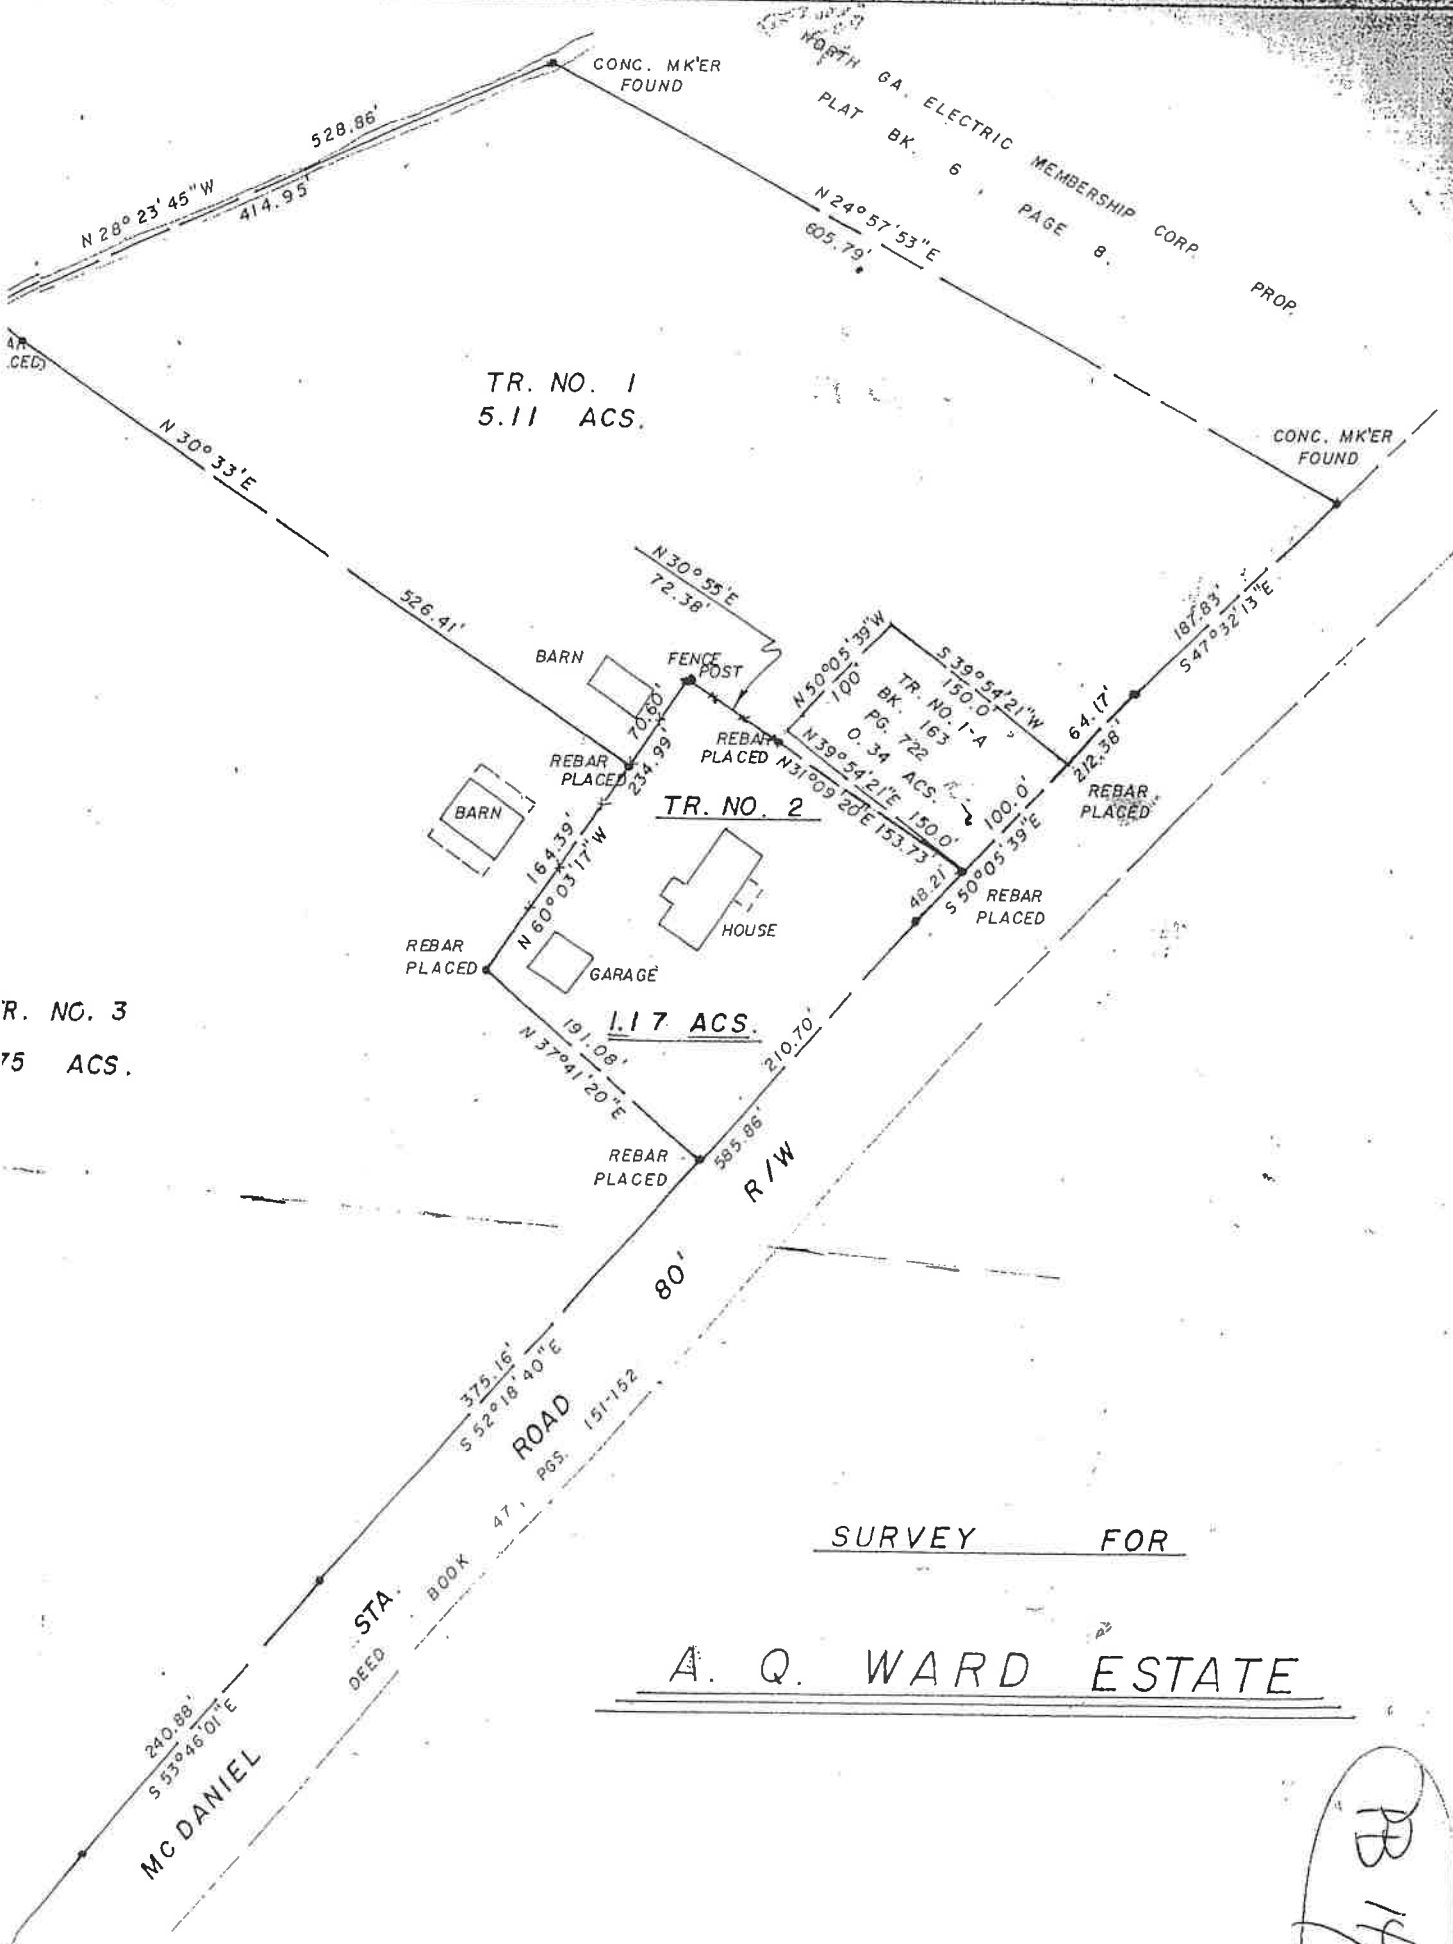 NORTH GA. ELECTRIC MEMBERSHIP CORP. PROP.
PLAT BK. 6, PAGE 8.
CONC. MK'ER
FOUND
528.86'
N 28° 23' 45" W
414.95'
N 24° 57' 53" E
605.79'
CONC. MK'ER
FOUND
TR. NO. 1
5.11 ACS.
N 30° 33' E
526.41'
N 30° 55' E
72.38'
BARN
FENCE
POST
70.60'
234.99'
REBAR
PLACED
REBAR
PLACED
N 50° 05' 39" W
100'
S 39° 54' 21" W
150.0'
TR. NO. 1-A
BK. 163
PG. 722
0.34 ACS.
N 39° 54' 21" E 150.0'
N 31° 09' 20" E 153.73'
187.83'
S 47° 32' 13" E
64.17'
212.38'
REBAR
PLACED
100.0'
S 50° 05' 39" E
48.21'
REBAR
PLACED
BARN
TR. NO. 2
164.39'
N 60° 03' 17" W
HOUSE
GARAGE
REBAR
PLACED
1.17 ACS.
191.08'
N 37° 41' 20" E
210.70'
585.86'
REBAR
PLACED
R. NO. 3
75 ACS.
375.16'
S 52° 18' 40" E
240.88'
S 53° 46' 01" E
MC DANIEL STA. ROAD 80' R/W
DEED BOOK 47, PGS. 151-152
SURVEY FOR
A. Q. WARD ESTATE
PB 14